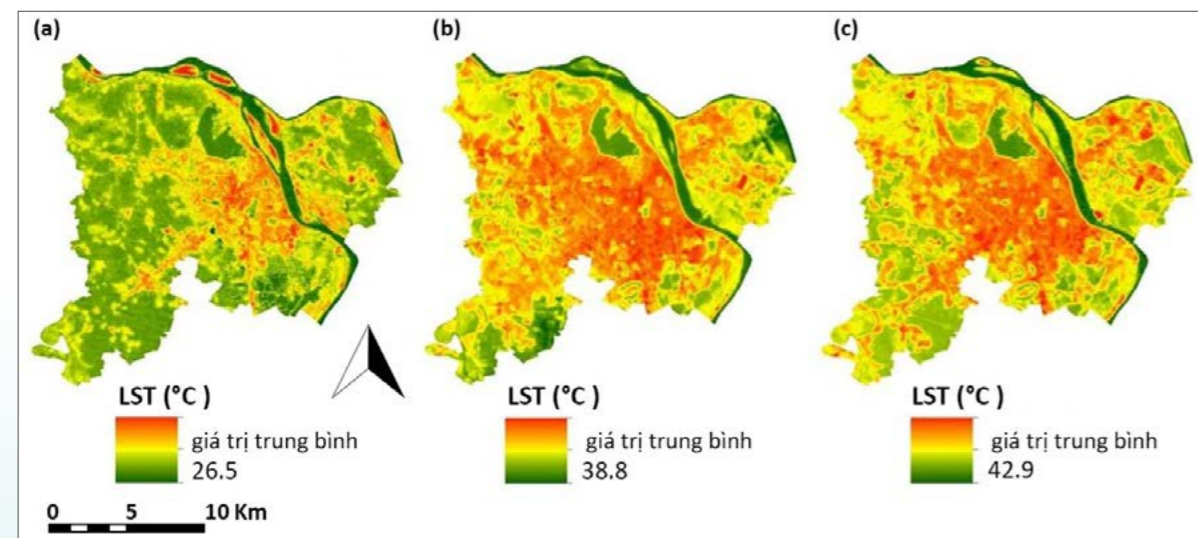 (a)
(b)
(c)
LST (°C )
giá trị trung bình
26.5
LST (°C )
giá trị trung bình
38.8
LST (°C )
giá trị trung bình
42.9
0 5 10 Km